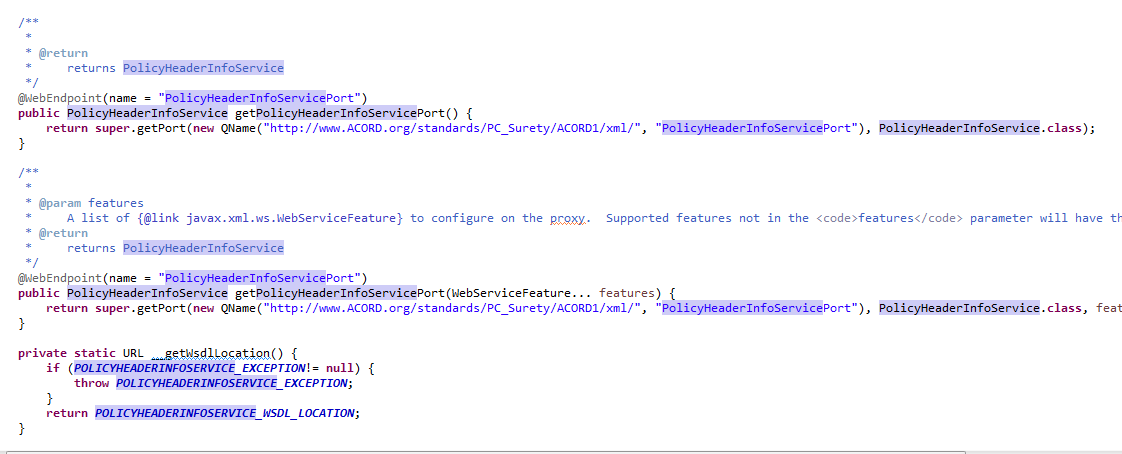 /**
 *
 * @return
 *     returns PolicyHeaderInfoService
 */
@WebEndpoint(name = "PolicyHeaderInfoServicePort")
public PolicyHeaderInfoService getPolicyHeaderInfoServicePort() {
    return super.getPort(new QName("http://www.ACORD.org/standards/PC_Surety/ACORD1/xml/", "PolicyHeaderInfoServicePort"), PolicyHeaderInfoService.class);
}
/**
 *
 * @param features
 *     A list of {@link javax.xml.ws.WebServiceFeature} to configure on the proxy.  Supported features not in the <code>features</code> parameter will have th
 * @return
 *     returns PolicyHeaderInfoService
 */
@WebEndpoint(name = "PolicyHeaderInfoServicePort")
public PolicyHeaderInfoService getPolicyHeaderInfoServicePort(WebServiceFeature... features) {
    return super.getPort(new QName("http://www.ACORD.org/standards/PC_Surety/ACORD1/xml/", "PolicyHeaderInfoServicePort"), PolicyHeaderInfoService.class, feat
}
private static URL __getWsdlLocation() {
    if (POLICYHEADERINFOSERVICE_EXCEPTION!= null) {
        throw POLICYHEADERINFOSERVICE_EXCEPTION;
    }
    return POLICYHEADERINFOSERVICE_WSDL_LOCATION;
}